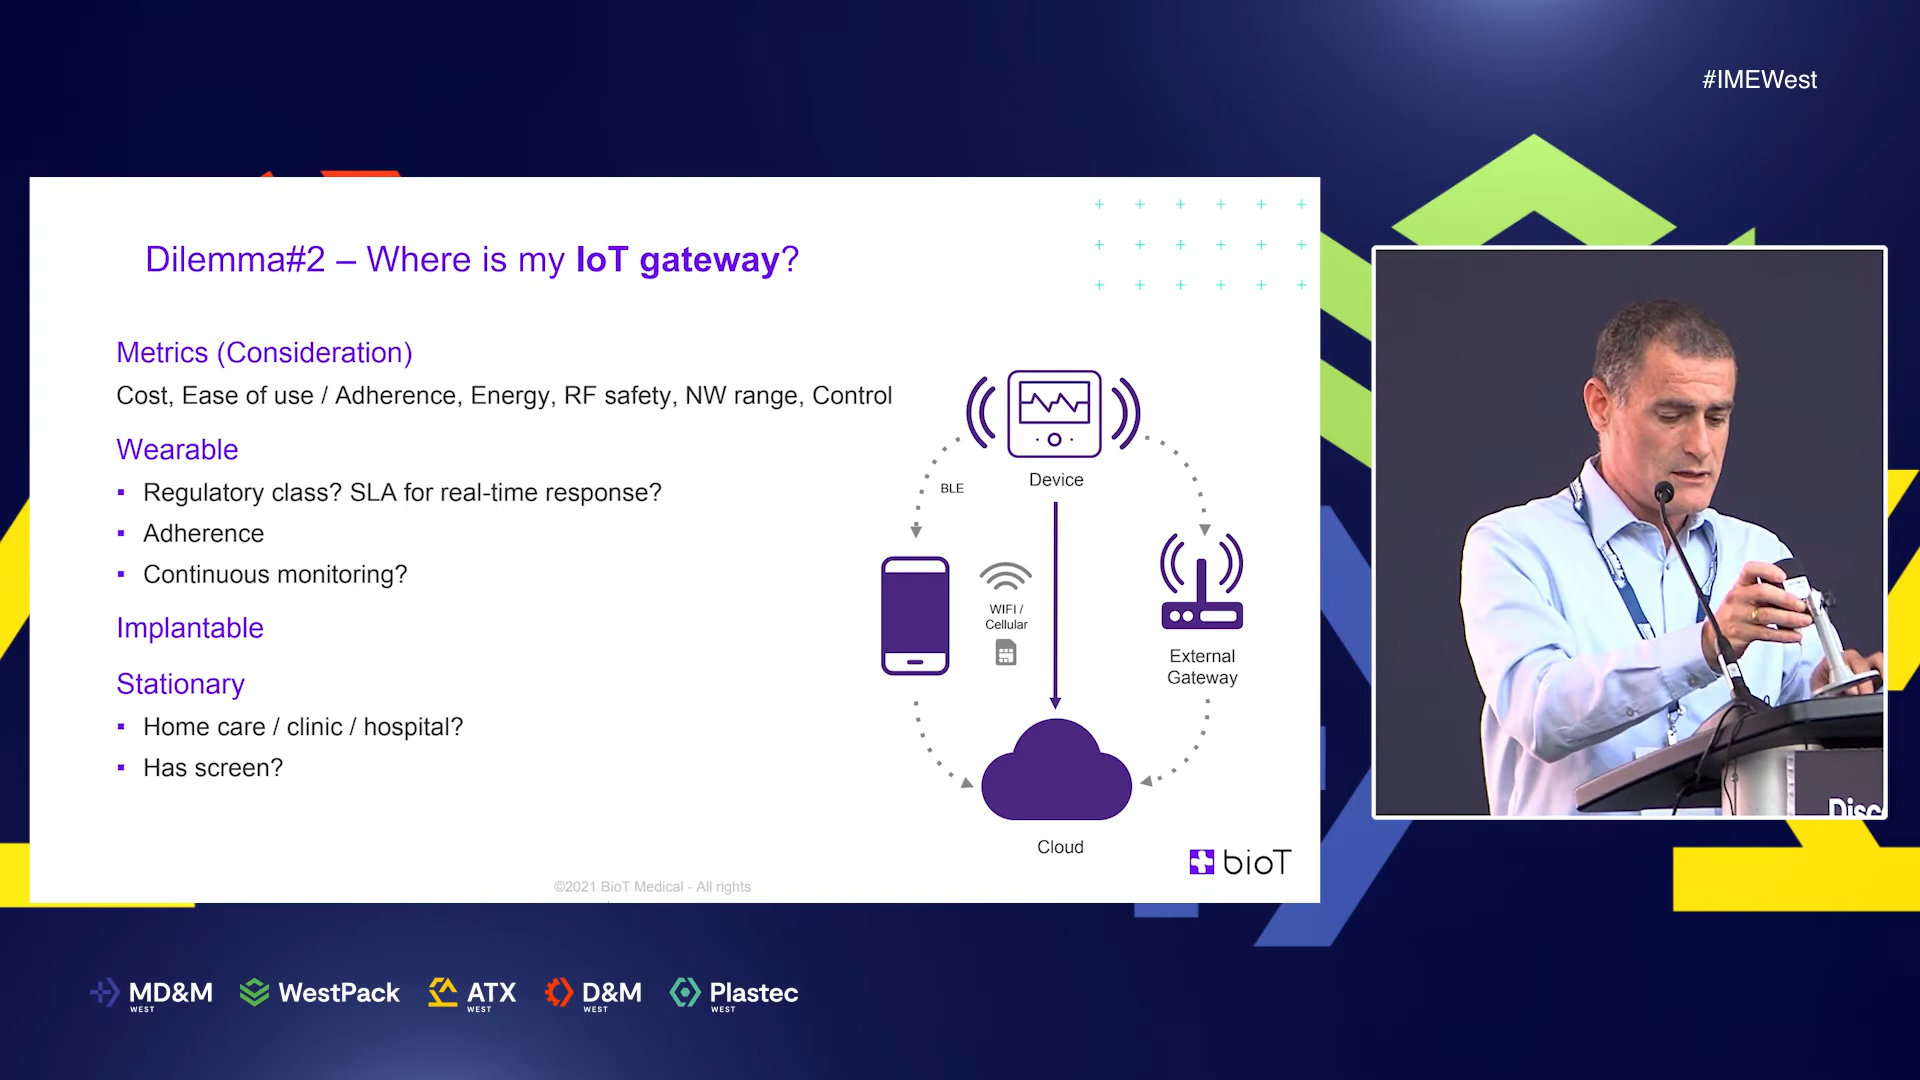 #IMEWest
Dilemma#2 – Where is my IoT gateway?
Metrics (Consideration)
Cost, Ease of use / Adherence, Energy, RF safety, NW range, Control
Wearable
▪ Regulatory class? SLA for real-time response?
▪ Adherence
▪ Continuous monitoring?
Implantable
Stationary
▪ Home care / clinic / hospital?
▪ Has screen?
Device
BLE
WIFI /
Cellular
External
Gateway
Cloud
bioT
©2021 BioT Medical - All rights
Disc
MD&M
WEST
WestPack
ATX
WEST
D&M
WEST
Plastec
WEST